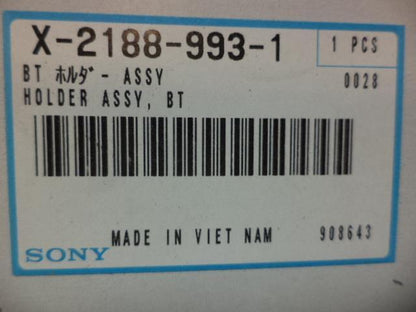 X-2188-993-1
1 PCS
BT ホルダ- ASSY
0028
HOLDER ASSY, BT
MADE IN VIET NAM
908643
SONY